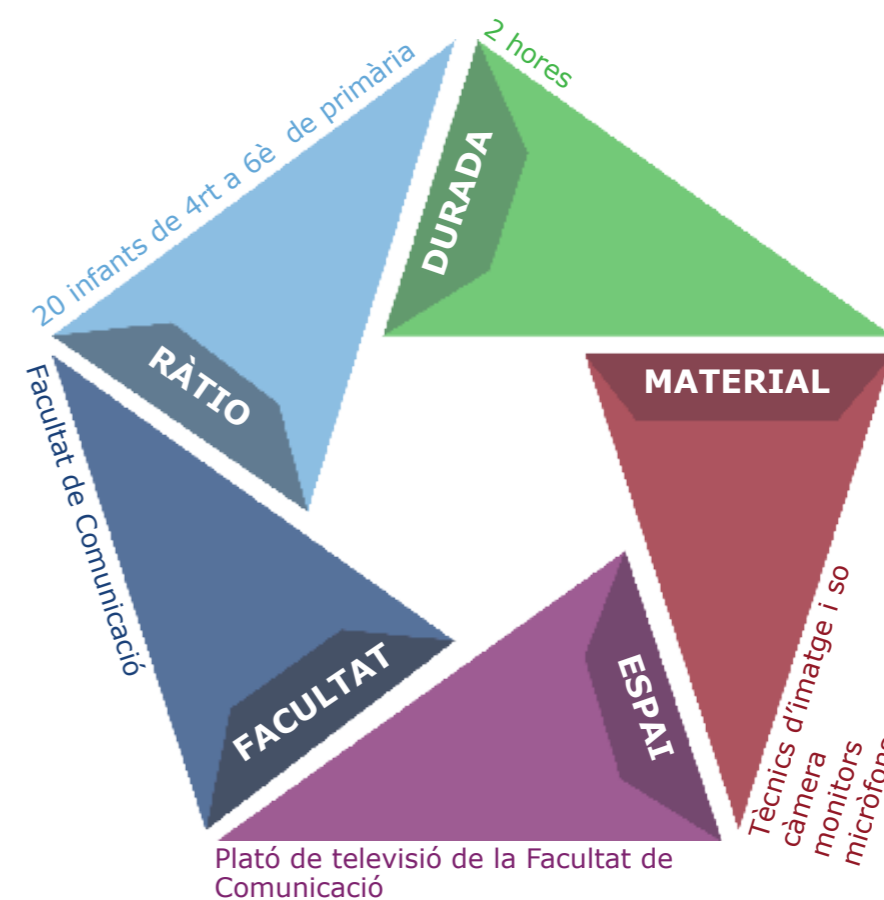 2 hores
DURADA
20 infants de 4rt a 6è de primària
RÀTIO
MATERIAL
Facultat de Comunicació
FACULTAT
ESPAI
Tècnics d'imatge i so
càmera
monitors
Plató de televisió de la Facultat de
Comunicació